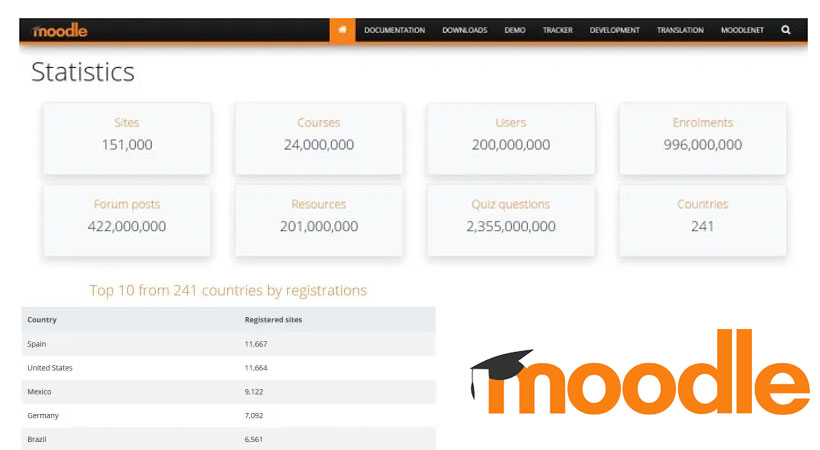 moodle
DOCUMENTATION DOWNLOADS DEMO TRACKER DEVELOPMENT TRANSLATION MOODLENET
Statistics
Sites Courses Users Enrolments
151,000 24,000,000 200,000,000 996,000,000
Forum posts Resources Quiz questions Countries
422,000,000 201,000,000 2,355,000,000 241
Top 10 from 241 countries by registrations
Country Registered sites
Spain 11,667
United States 11,664
Mexico 9,122
Germany 7,092
Brazil 6,561
moodle